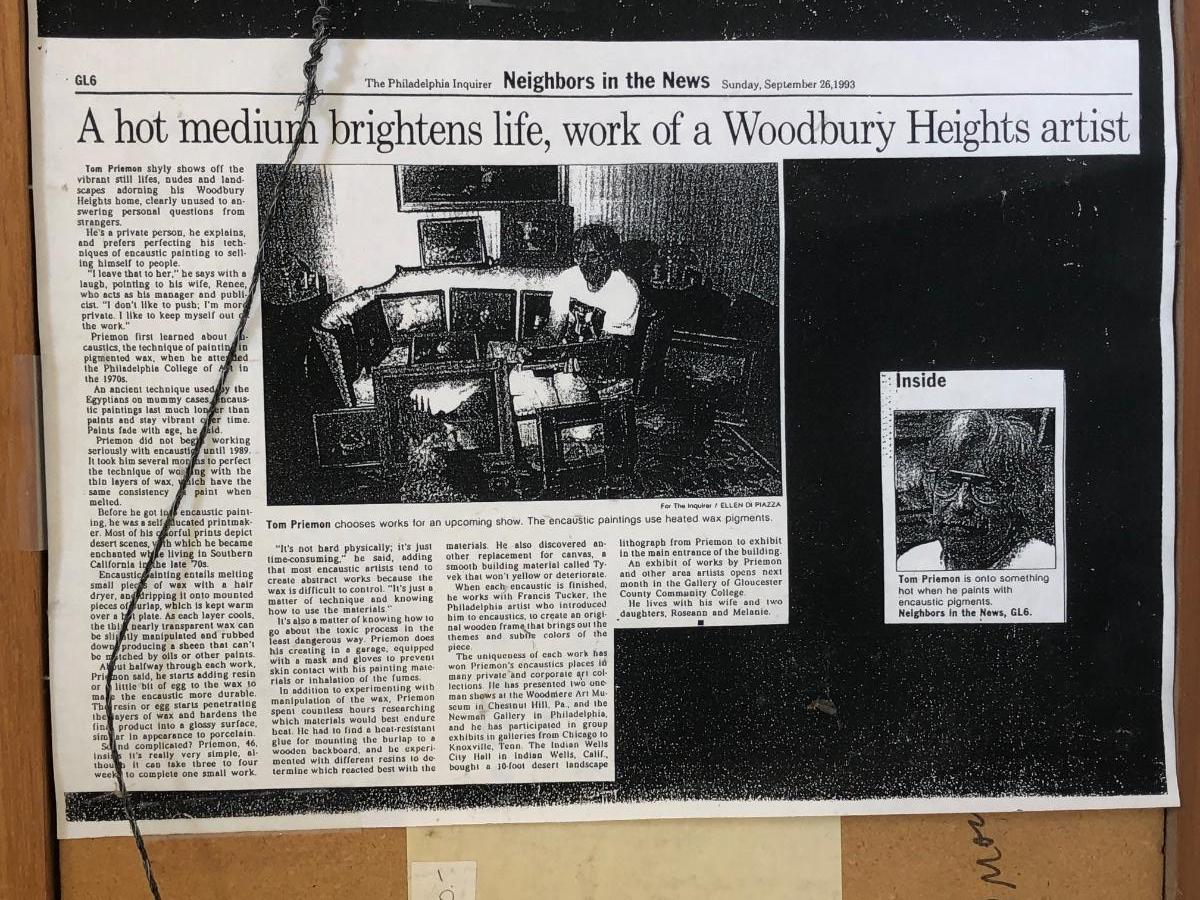 GL6
The Philadelphia Inquirer Neighbors in the News Sunday, September 26,1993
A hot medium brightens life, work of a Woodbury Heights artist
Tom Priemon shyly shows off the
vibrant still lifes, nudes and land-
scapes adorning his Woodbury
Heights home, clearly unused to an-
swering personal questions from
strangers.
He's a private person, he explains,
and prefers perfecting his tech-
niques of encaustic painting to sell-
ing himself to people.
"I leave that to her," he says with a
laugh, pointing to his wife, Renee,
who acts as his manager and publi-
cist. "I don't like to push; I'm more
private. I like to keep myself out of
the work."
Priemon first learned about en-
caustics, the technique of painting in
pigmented wax, when he attended
the Philadelphia College of Art in
the 1970s.
An ancient technique used by the
Egyptians on mummy cases, encaus-
tic paintings last much longer than
paints and stay vibrant over time.
Paints fade with age, he said.
Priemon did not begin working
seriously with encaustic until 1989.
It took him several months to perfect
the technique of working with the
thin layers of wax, which have the
same consistency paint when
melted.
Before he got into encaustic paint-
ing, he was a self-educated printmak-
er. Most of his colorful prints depict
desert scenes, with which he became
enchanted while living in Southern
California in the late '70s.
Encaustic painting entails melting
small pieces of wax with a hair
dryer, and dripping it onto mounted
pieces of burlap, which is kept warm
over a hot plate. As each layer cools,
the thin, nearly transparent wax can
be slightly manipulated and rubbed
down, producing a sheen that can't
be matched by oils or other paints.
About halfway through each work,
Priemon said, he starts adding resin
or a little bit of egg to the wax to
make the encaustic more durable.
The resin or egg starts penetrating
the layers of wax and hardens the
final product into a glossy surface,
similar in appearance to porcelain.
Sound complicated? Priemon, 46,
insists it's really very simple, al-
though it can take three to four
weeks to complete one small work.
For The Inquirer / ELLEN DI PIAZZA
Tom Priemon chooses works for an upcoming show. The encaustic paintings use heated wax pigments.
"It's not hard physically; it's just
time-consuming," he said, adding
that most encaustic artists tend to
create abstract works because the
wax is difficult to control. "It's just a
matter of technique and knowing
how to use the materials."
It's also a matter of knowing how to
go about the toxic process in the
least dangerous way. Priemon does
his creating in a garage, equipped
with a mask and gloves to prevent
skin contact with his painting mate-
rials or inhalation of the fumes.
In addition to experimenting with
manipulation of the wax, Priemon
spent countless hours researching
which materials would best endure
heat. He had to find a heat-resistant
glue for mounting the burlap to a
wooden backboard, and he experi-
mented with different resins to de-
termine which reacted best with the
materials. He also discovered an-
other replacement for canvas, a
smooth building material called Ty-
vek that won't yellow or deteriorate.
When each encaustic is finished,
he works with Francis Tucker, the
Philadelphia artist who introduced
him to encaustics, to create an origi-
nal wooden frame that brings out the
themes and subtle colors of the
piece.
The uniqueness of each work has
won Priemon's encaustics places in
many private and corporate art col-
lections. He has presented two one-
man shows at the Woodmere Art Mu-
seum in Chestnut Hill, Pa., and the
Newman Gallery in Philadelphia,
and he has participated in group
exhibits in galleries from Chicago to
Knoxville, Tenn. The Indian Wells
City Hall in Indian Wells, Calif.,
bought a 10-foot desert landscape
lithograph from Priemon to exhibit
in the main entrance of the building.
An exhibit of works by Priemon
and other area artists opens next
month in the Gallery of Gloucester
County Community College.
He lives with his wife and two
daughters, Roseann and Melanie.
Inside
Tom Priemon is onto something
hot when he paints with
encaustic pigments.
Neighbors in the News, GL6.